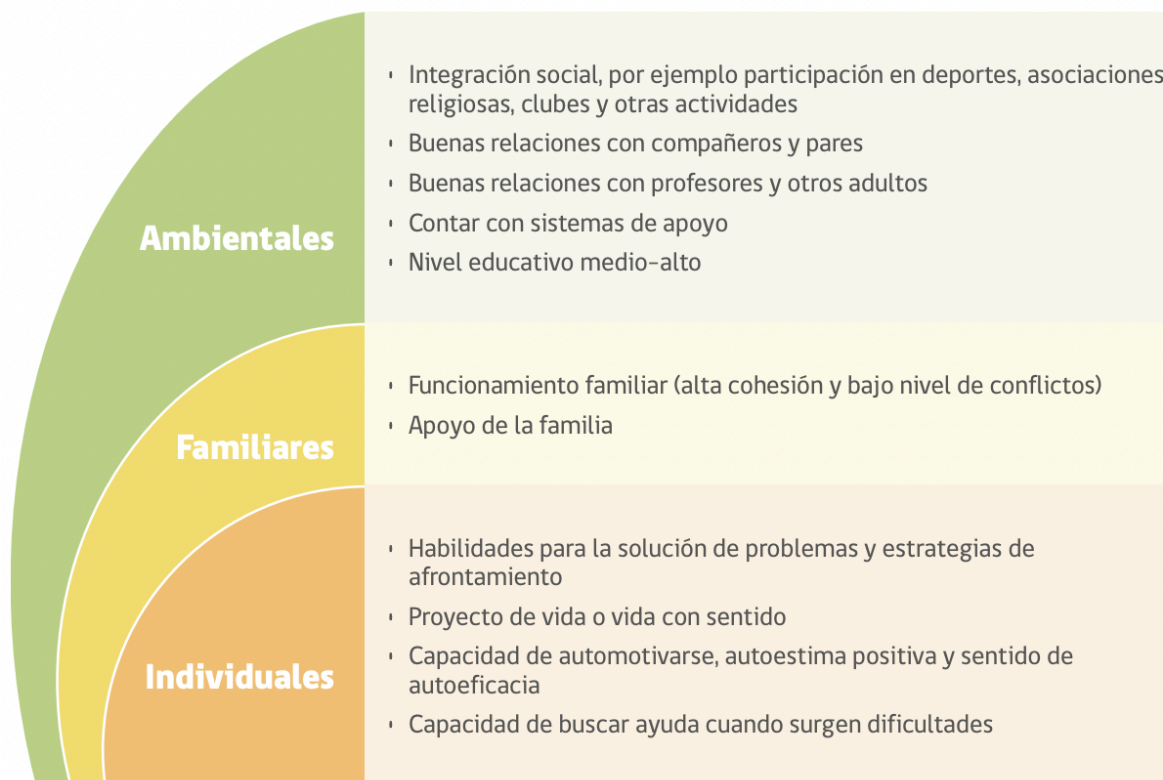 Ambientales
• Integración social, por ejemplo participación en deportes, asociaciones
religiosas, clubes y otras actividades
• Buenas relaciones con compañeros y pares
• Buenas relaciones con profesores y otros adultos
• Contar con sistemas de apoyo
• Nivel educativo medio-alto
Familiares
• Funcionamiento familiar (alta cohesión y bajo nivel de conflictos)
• Apoyo de la familia
Individuales
• Habilidades para la solución de problemas y estrategias de
afrontamiento
• Proyecto de vida o vida con sentido
• Capacidad de automotivarse, autoestima positiva y sentido de
autoeficacia
• Capacidad de buscar ayuda cuando surgen dificultades